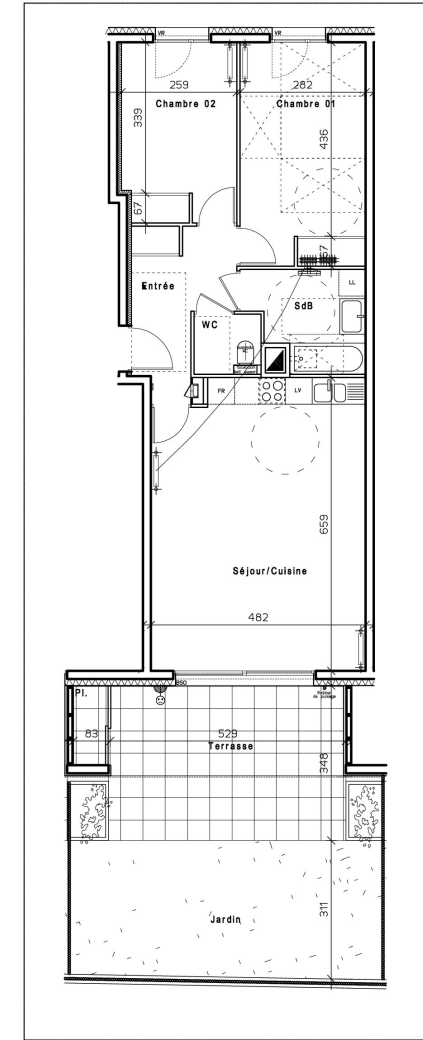 VR
VR
259
282
Chambre 02
Chambre 01
339
436
67
67
Entrée
SdB
LL
WC
FR
LV
659
Séjour/Cuisine
482
Pl.
83
529
Terrasse
348
311
Jardin